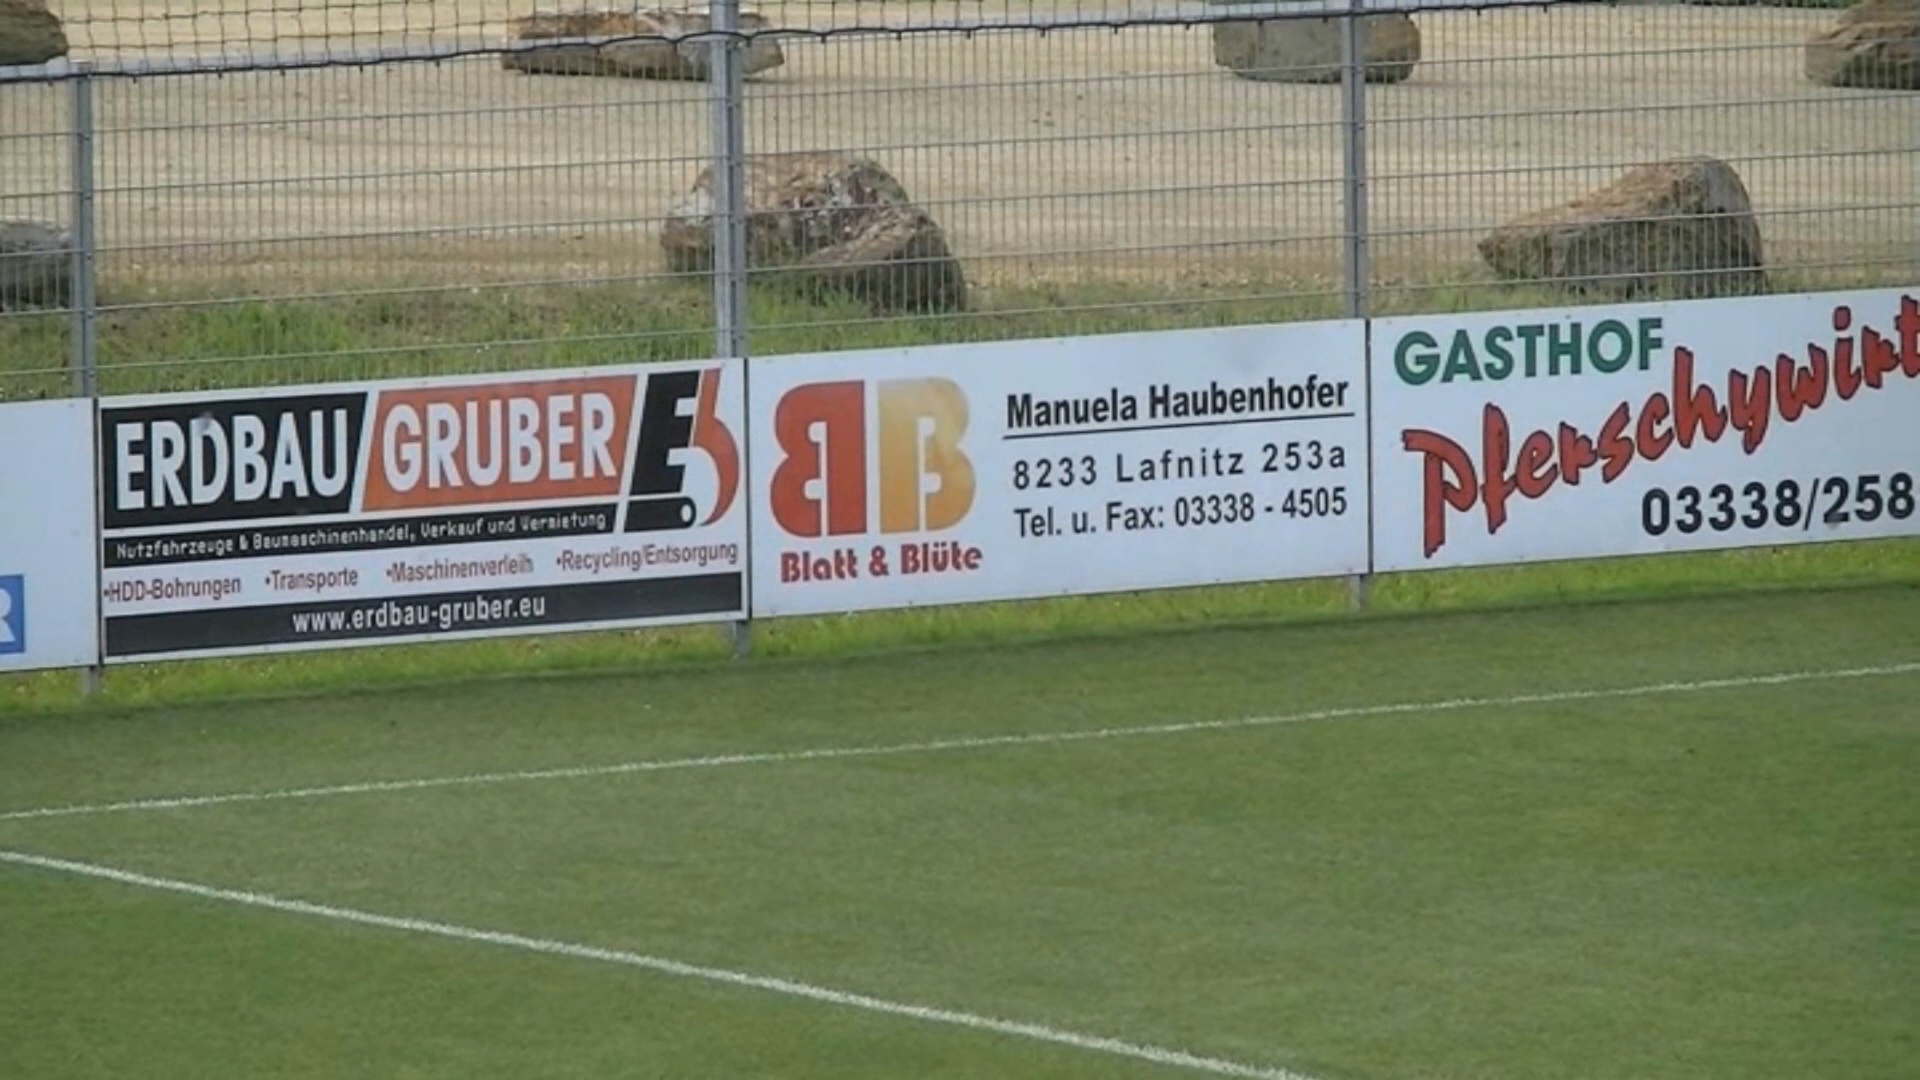 ERDBAU GRUBER
Nutzfahrzeuge & Baumaschinenhandel, Verkauf und Vermietung
•HDD-Bohrungen •Transporte •Maschinenverleih •Recycling/Entsorgung
www.erdbau-gruber.eu
BB
Blatt & Blüte
Manuela Haubenhofer
8233 Lafnitz 253a
Tel. u. Fax: 03338 - 4505
GASTHOF
Pferschywirt
03338/258